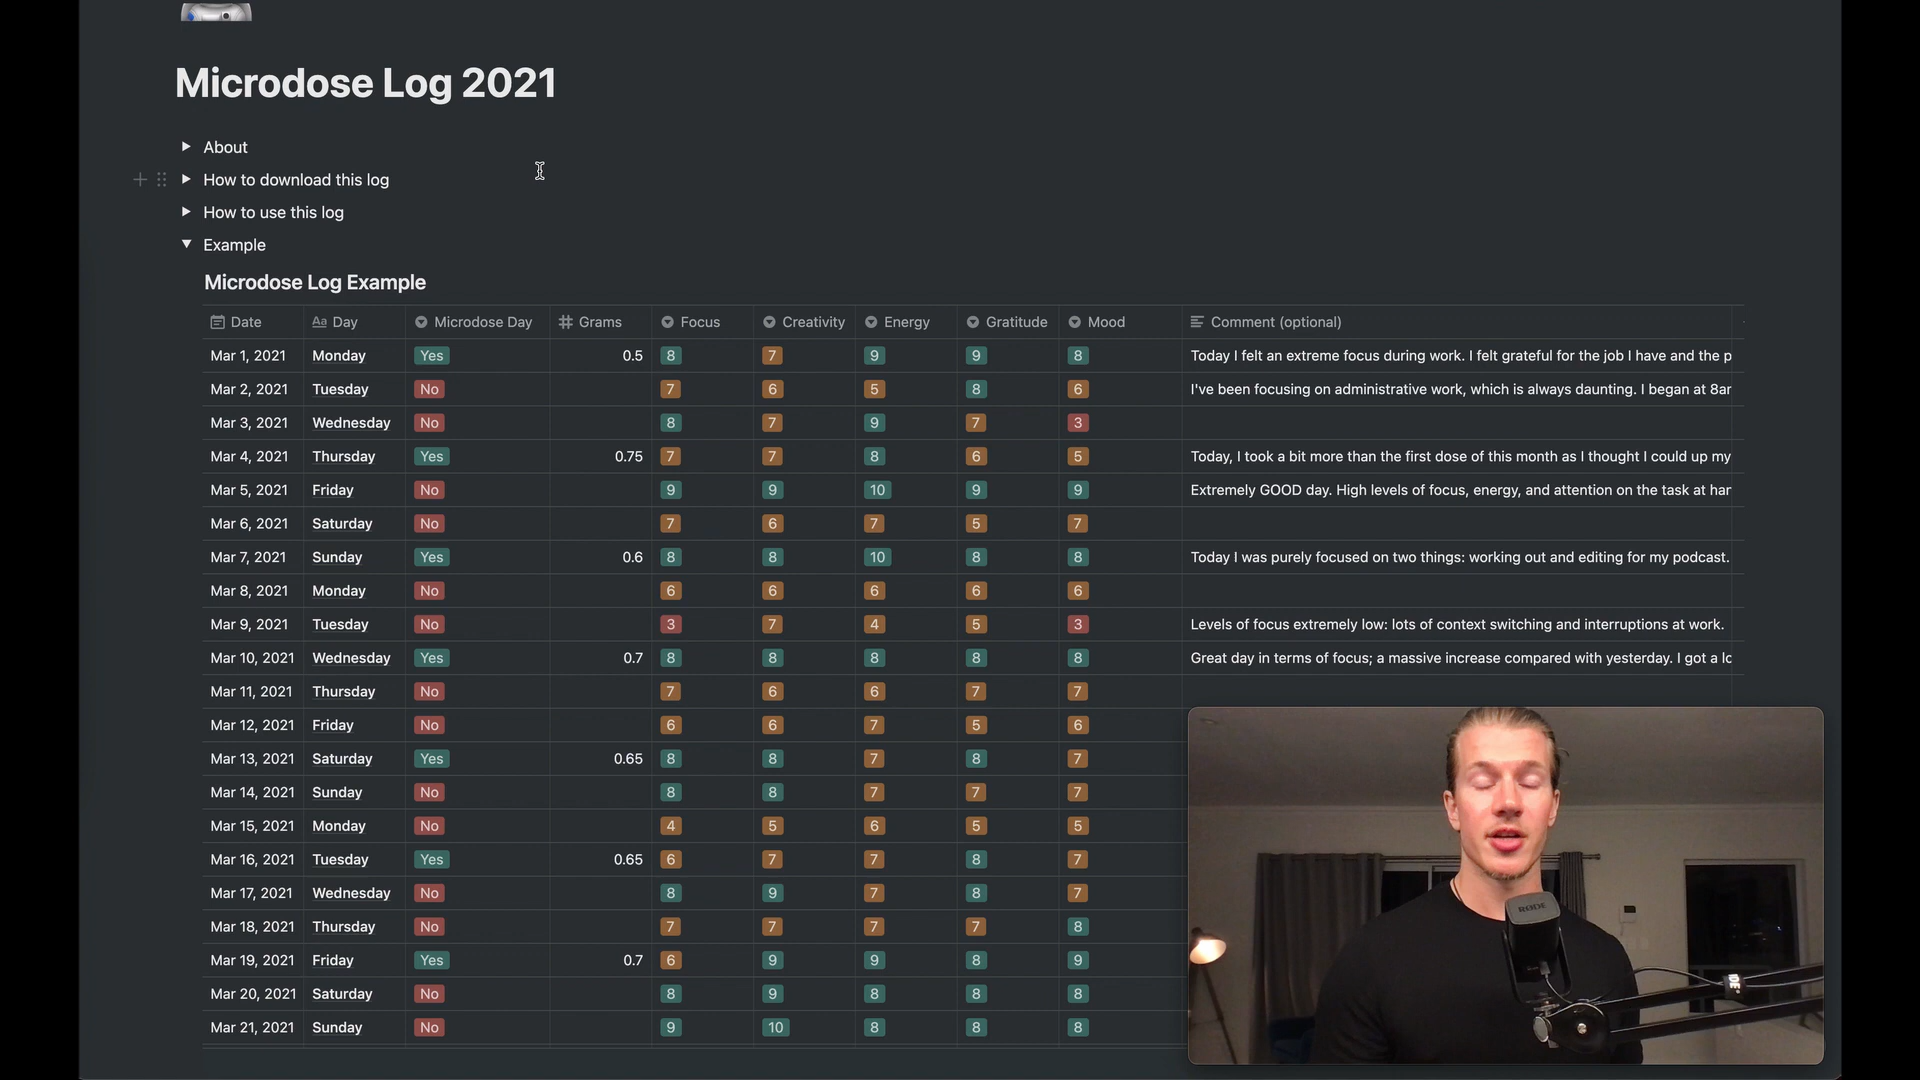 Microdose Log 2021
About
How to download this log
How to use this log
Example
Microdose Log Example
Date Day Microdose Day Grams Focus Creativity Energy Gratitude Mood Comment (optional)
Mar 1, 2021 Monday Yes 0.5 8 7 9 9 8 Today I felt an extreme focus during work. I felt grateful for the job I have and the p
Mar 2, 2021 Tuesday No 7 6 5 8 6 I've been focusing on administrative work, which is always daunting. I began at 8ar
Mar 3, 2021 Wednesday No 8 7 9 7 3
Mar 4, 2021 Thursday Yes 0.75 7 7 8 6 5 Today, I took a bit more than the first dose of this month as I thought I could up my
Mar 5, 2021 Friday No 9 9 10 9 9 Extremely GOOD day. High levels of focus, energy, and attention on the task at har
Mar 6, 2021 Saturday No 7 6 7 5 7
Mar 7, 2021 Sunday Yes 0.6 8 8 10 8 8 Today I was purely focused on two things: working out and editing for my podcast.
Mar 8, 2021 Monday No 6 6 6 6 6
Mar 9, 2021 Tuesday No 3 7 4 5 3 Levels of focus extremely low: lots of context switching and interruptions at work.
Mar 10, 2021 Wednesday Yes 0.7 8 8 8 8 8 Great day in terms of focus; a massive increase compared with yesterday. I got a lo
Mar 11, 2021 Thursday No 7 6 6 7 7
Mar 12, 2021 Friday No 6 6 7 5 6
Mar 13, 2021 Saturday Yes 0.65 8 8 7 8 7
Mar 14, 2021 Sunday No 8 8 7 7 7
Mar 15, 2021 Monday No 4 5 6 5 5
Mar 16, 2021 Tuesday Yes 0.65 6 7 7 8 7
Mar 17, 2021 Wednesday No 8 9 7 8 7
Mar 18, 2021 Thursday No 7 7 7 7 8
Mar 19, 2021 Friday Yes 0.7 6 9 9 8 9
Mar 20, 2021 Saturday No 8 9 8 8 8
Mar 21, 2021 Sunday No 9 10 8 8 8
RØDE